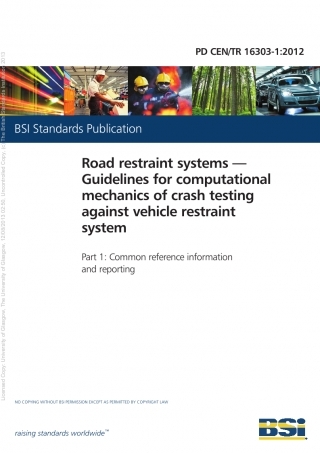 PD CEN/TR 16303-1:2012
BSI Standards Publication
Road restraint systems —
Guidelines for computational
mechanics of crash testing
against vehicle restraint
system
Part 1: Common reference information
and reporting
NO COPYING WITHOUT BSI PERMISSION EXCEPT AS PERMITTED BY COPYRIGHT LAW
raising standards worldwide™
BSi